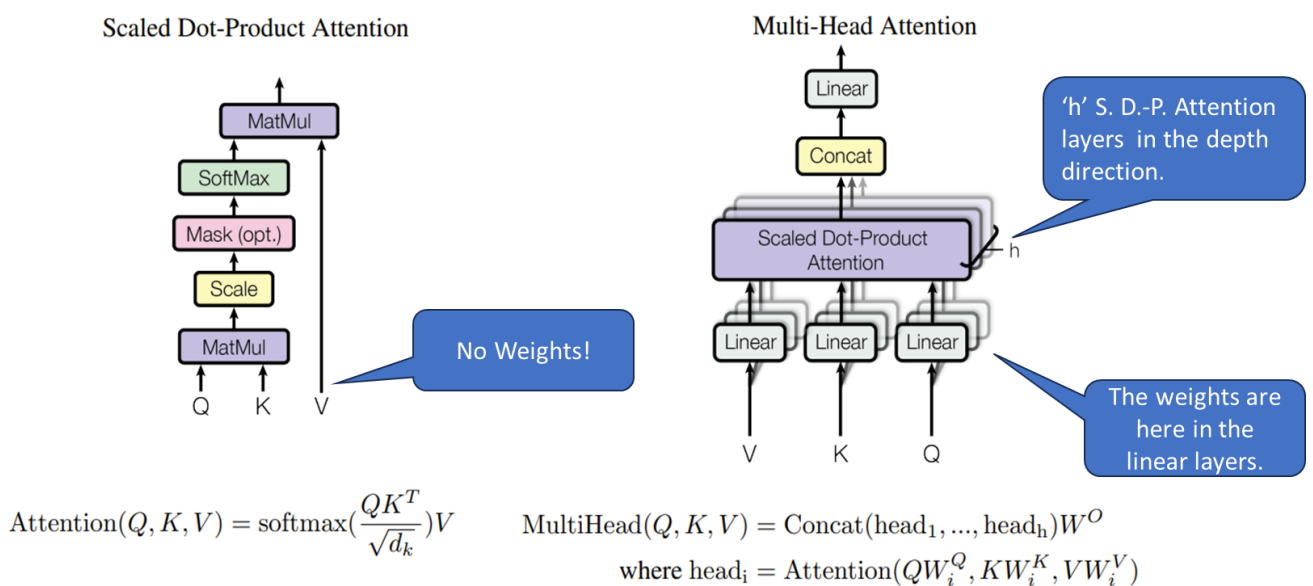 Scaled Dot-Product Attention
MatMul
SoftMax
Mask (opt.)
Scale
MatMul
Q K V
No Weights!
Attention(Q, K, V) = softmax(\frac{QK^T}{\sqrt{d_k}})V
Multi-Head Attention
Linear
Concat
Scaled Dot-Product
Attention
h
Linear Linear Linear
V K Q
‘h’ S. D.-P. Attention
layers in the depth
direction.
The weights are
here in the
linear layers.
MultiHead(Q, K, V) = Concat(head_1, ..., head_h)W^O
where head_i = Attention(QW_i^Q, KW_i^K, VW_i^V)